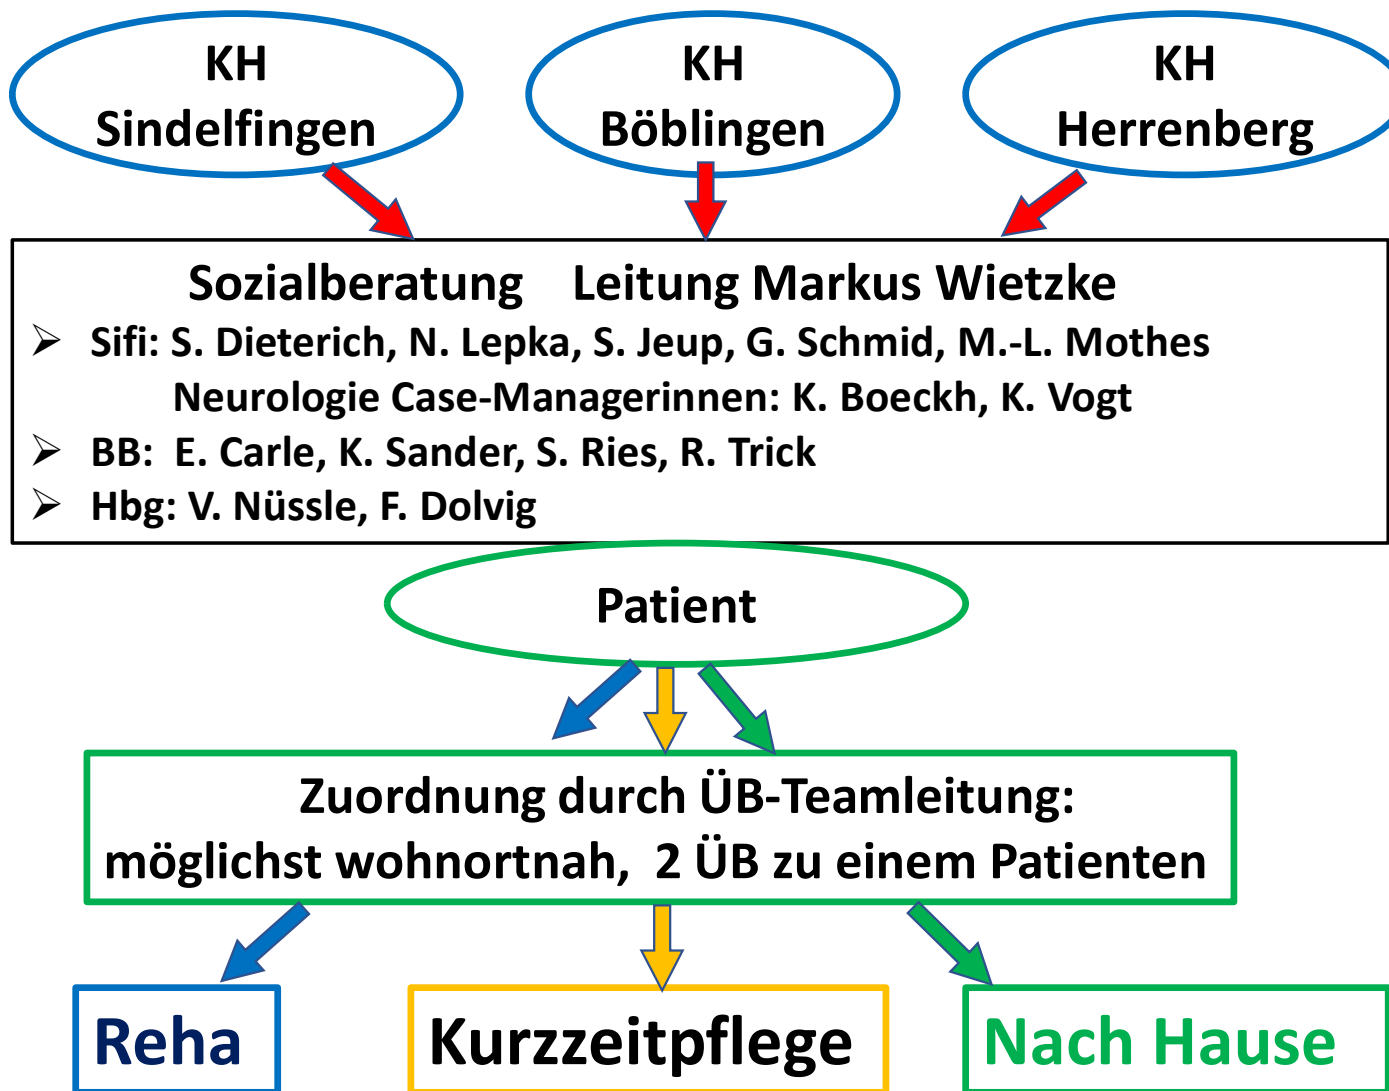 KH
Sindelfingen
KH
Böblingen
KH
Herrenberg
Sozialberatung Leitung Markus Wietzke
➢ Sifi: S. Dieterich, N. Lepka, S. Jeup, G. Schmid, M.-L. Mothes
Neurologie Case-Managerinnen: K. Boeckh, K. Vogt
➢ BB: E. Carle, K. Sander, S. Ries, R. Trick
➢ Hbg: V. Nüssle, F. Dolvig
Patient
Zuordnung durch ÜB-Teamleitung:
möglichst wohnortnah, 2 ÜB zu einem Patienten
Reha
Kurzzeitpflege
Nach Hause